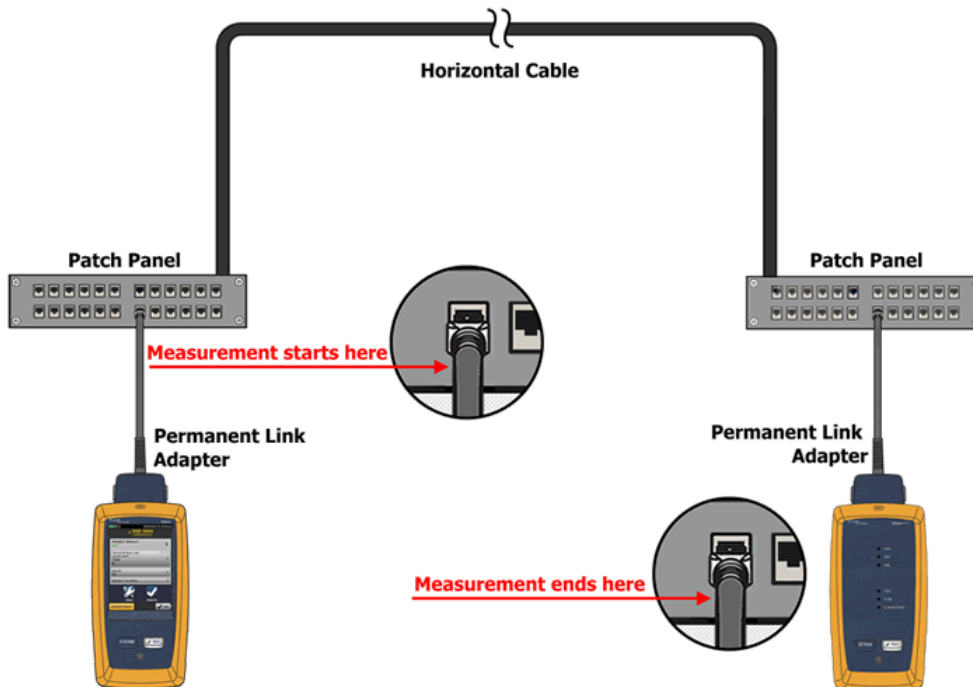 Horizontal Cable
Patch Panel
Patch Panel
Measurement starts here
Permanent Link
Adapter
Permanent Link
Adapter
Measurement ends here